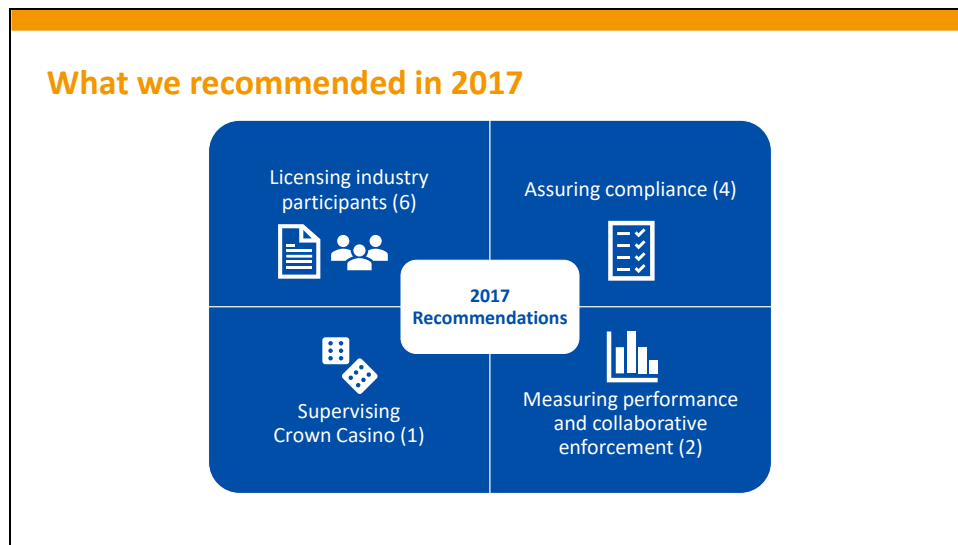 What we recommended in 2017
Licensing industry
participants (6)
Assuring compliance (4)
2017
Recommendations
Supervising
Crown Casino (1)
Measuring performance
and collaborative
enforcement (2)